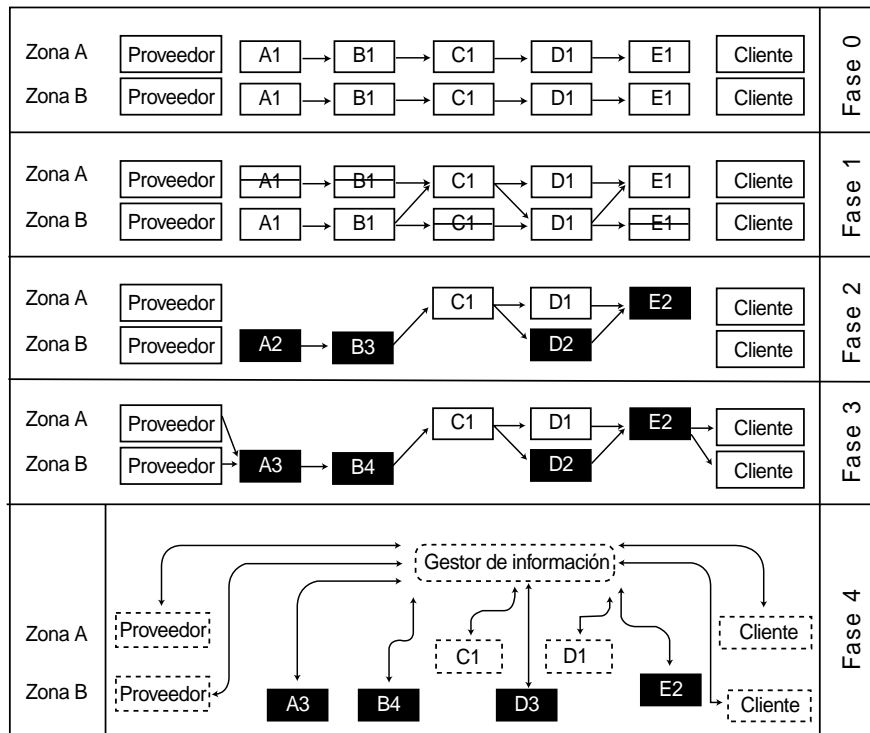 Zona A Proveedor A1 B1 C1 D1 E1 Cliente
Zona B Proveedor A1 B1 C1 D1 E1 Cliente
Fase 0
Zona A Proveedor A1 B1 C1 D1 E1 Cliente
Zona B Proveedor A1 B1 C1 D1 E1 Cliente
Fase 1
Zona A Proveedor C1 D1 E2 Cliente
Zona B Proveedor A2 B3 D2 Cliente
Fase 2
Zona A Proveedor C1 D1 E2 Cliente
Zona B Proveedor A3 B4 D2 Cliente
Fase 3
Gestor de información
Zona A Proveedor C1 D1 Cliente
Zona B Proveedor A3 B4 D3 E2 Cliente
Fase 4